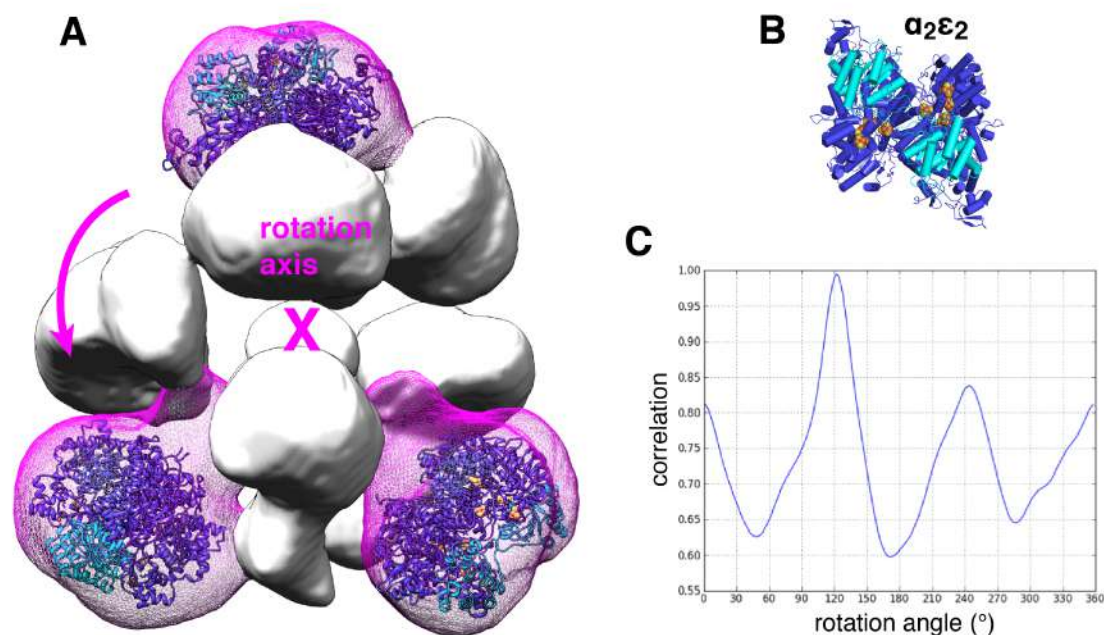 A
rotation
axis
X
B
α₂ε₂
C
correlation
1.00
0.95
0.90
0.85
0.80
0.75
0.70
0.65
0.60
0.55
0 30 60 90 120 150 180 210 240 270 300 330 360
rotation angle (°)